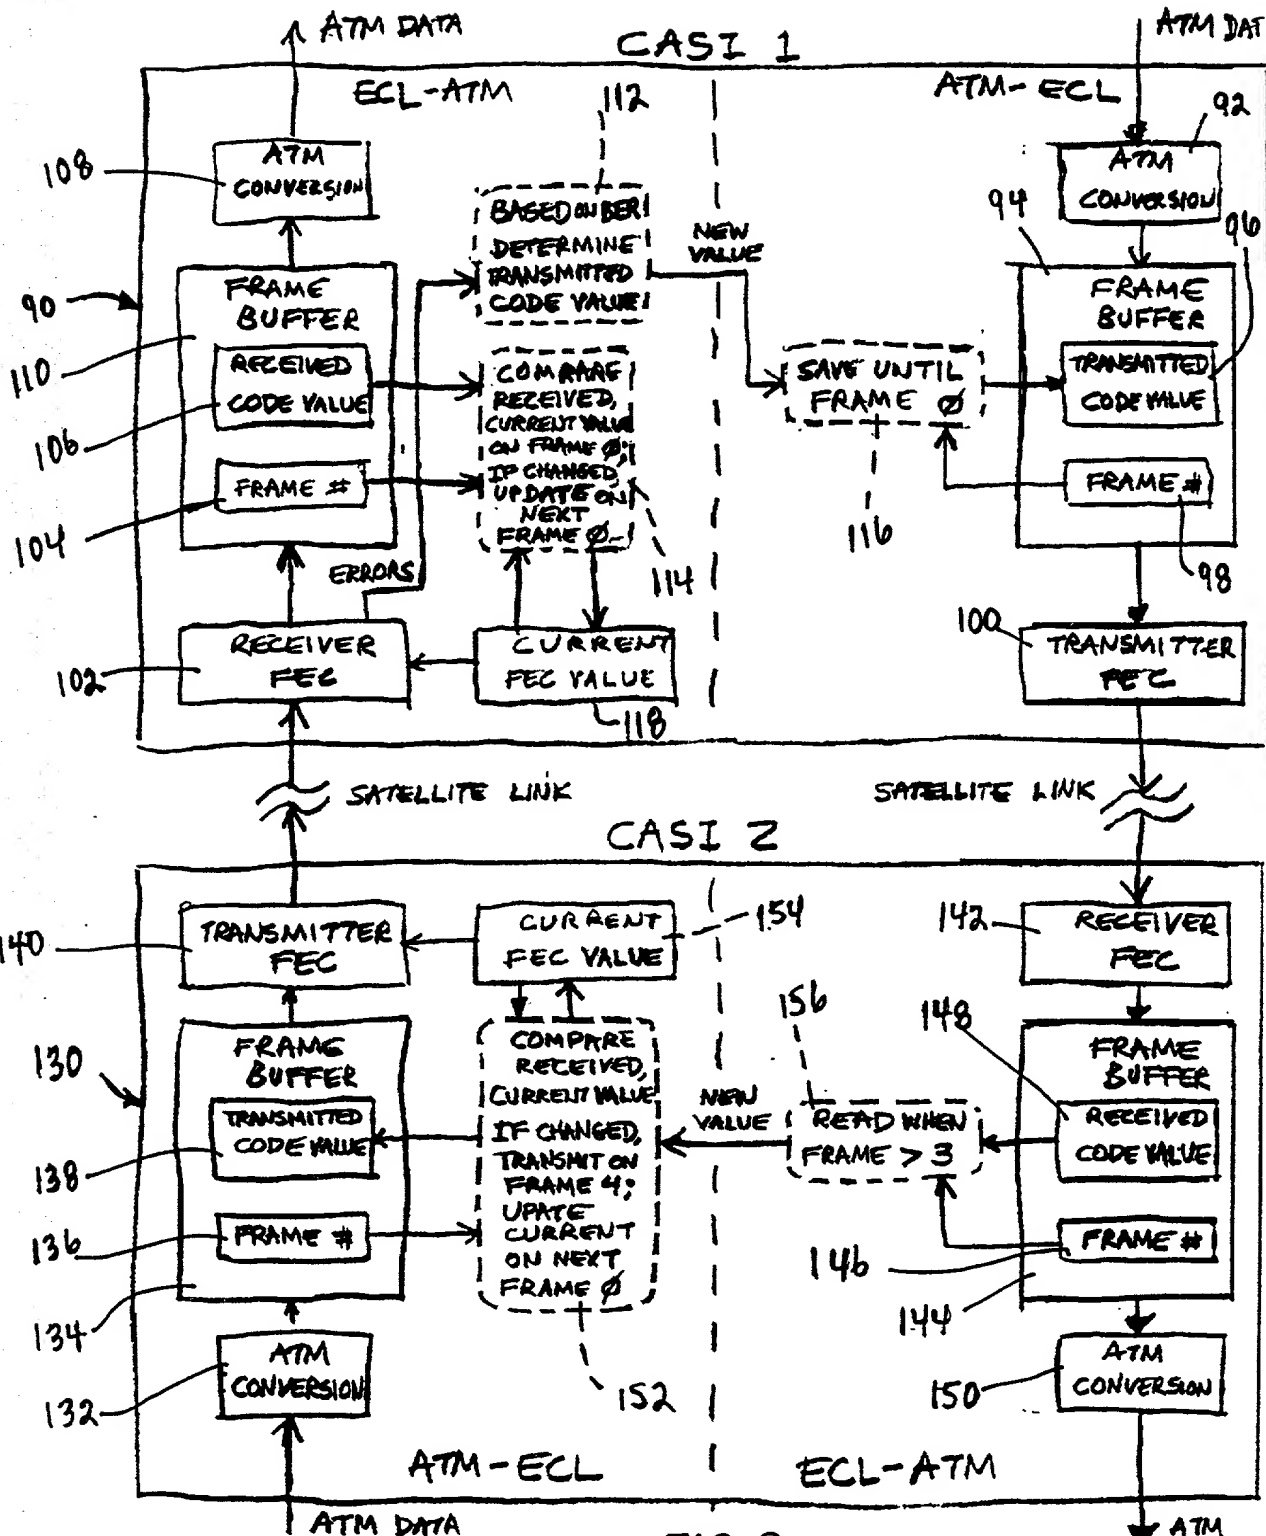 ATM DATA
CASI 1
ATM DAT
ECL-ATM
112
ATM-ECL
92
108
ATM
CONVERSION
BASED ON BER
DETERMINE
TRANSMITTED
CODE VALUE
NEW
VALUE
94
ATM
CONVERSION
96
90
FRAME
BUFFER
110
RECEIVED
CODE VALUE
106
FRAME #
104
COMPARE
RECEIVED,
CURRENT VALUE
ON FRAME Ø;
IF CHANGED,
UPDATE ON
NEXT
FRAME Ø
SAVE UNTIL
FRAME Ø
116
FRAME
BUFFER
TRANSMITTED
CODE VALUE
FRAME #
98
ERRORS
114
RECEIVER
FEC
102
CURRENT
FEC VALUE
118
100
TRANSMITTER
FEC
SATELLITE LINK
SATELLITE LINK
CASI 2
140
TRANSMITTER
FEC
CURRENT
FEC VALUE
154
142
RECEIVER
FEC
156
148
130
FRAME
BUFFER
TRANSMITTED
CODE VALUE
138
FRAME #
136
134
COMPARE
RECEIVED,
CURRENT VALUE
IF CHANGED,
TRANSMIT ON
FRAME 4;
UPATE
CURRENT
ON NEXT
FRAME Ø
NEW
VALUE
READ WHEN
FRAME > 3
FRAME
BUFFER
RECEIVED
CODE VALUE
FRAME #
146
144
ATM
CONVERSION
132
152
150
ATM
CONVERSION
ATM-ECL
ECL-ATM
ATM DATA
ATM